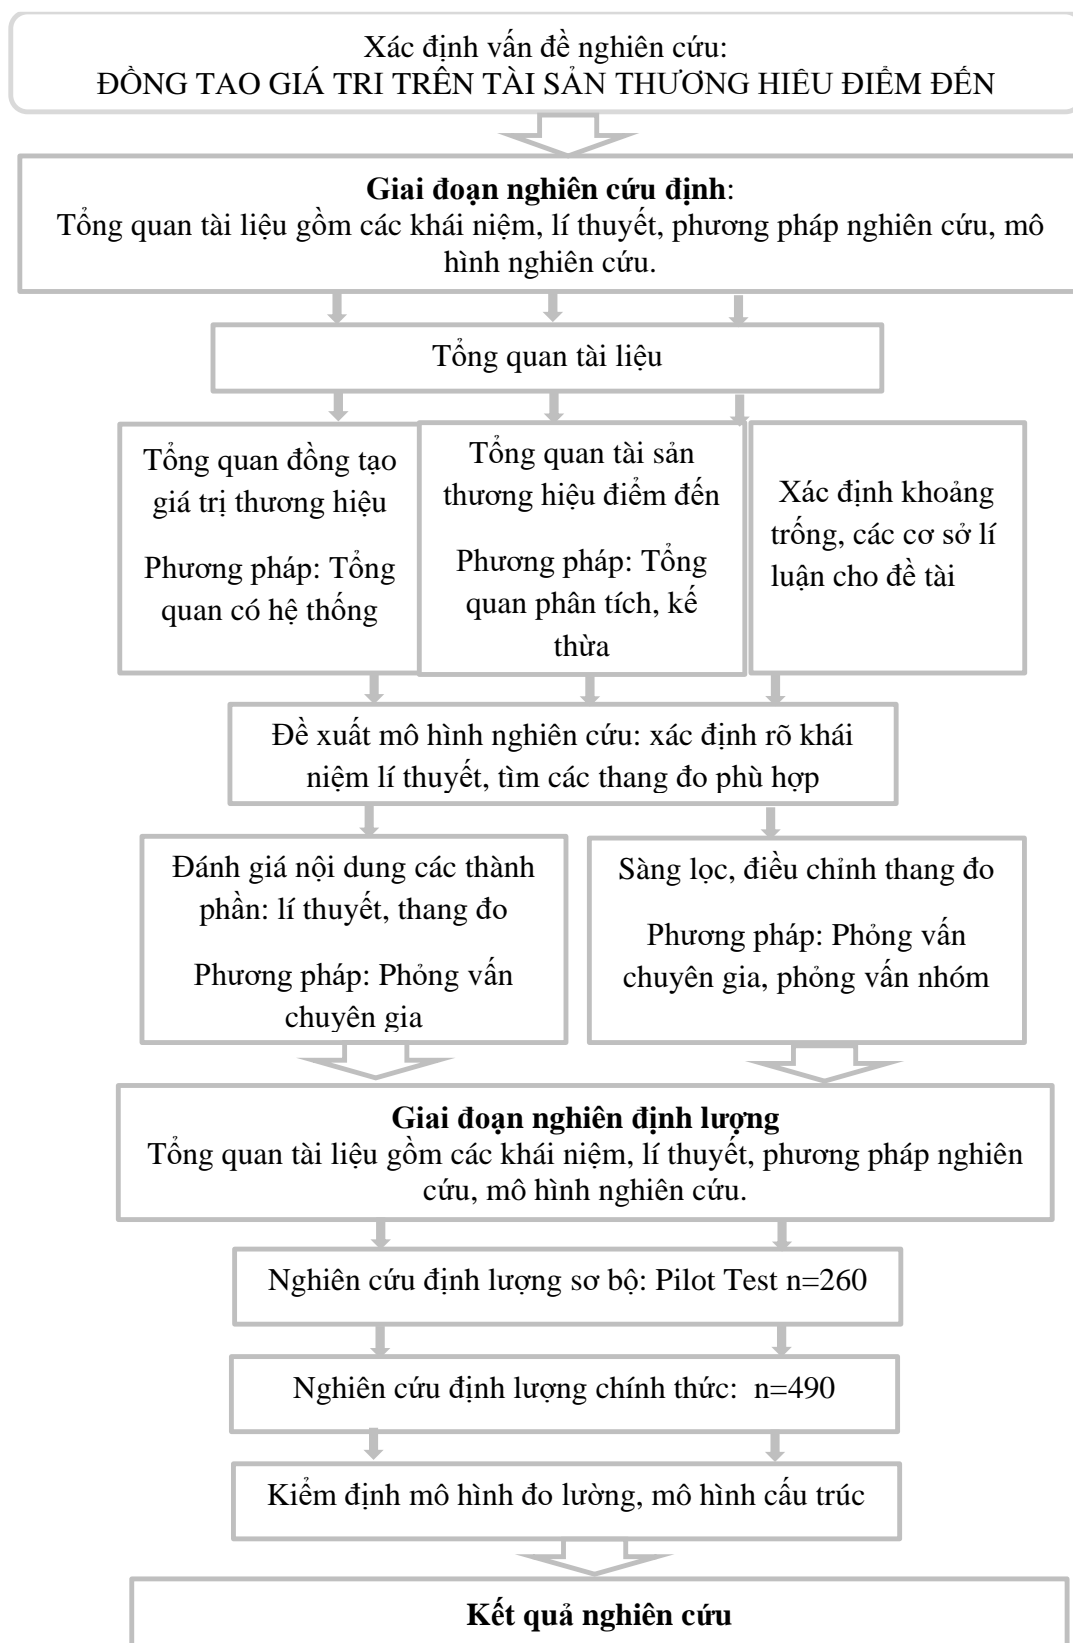 Xác định vấn đề nghiên cứu:
ĐỒNG TAO GIÁ TRI TRÊN TÀI SẢN THƯƠNG HIÊU ĐIỂM ĐẾN
Giai đoạn nghiên cứu định:
Tổng quan tài liệu gồm các khái niệm, lí thuyết, phương pháp nghiên cứu, mô
hình nghiên cứu.
Tổng quan tài liệu
Tổng quan đồng tạo
giá trị thương hiệu
Phương pháp: Tổng
quan có hệ thống
Tổng quan tài sản
thương hiệu điểm đến
Phương pháp: Tổng
quan phân tích, kế
thừa
Xác định khoảng
trống, các cơ sở lí
luận cho đề tài
Đề xuất mô hình nghiên cứu: xác định rõ khái
niệm lí thuyết, tìm các thang đo phù hợp
Đánh giá nội dung các thành
phần: lí thuyết, thang đo
Phương pháp: Phỏng vấn
chuyên gia
Sàng lọc, điều chỉnh thang đo
Phương pháp: Phỏng vấn
chuyên gia, phỏng vấn nhóm
Giai đoạn nghiên định lượng
Tổng quan tài liệu gồm các khái niệm, lí thuyết, phương pháp nghiên
cứu, mô hình nghiên cứu.
Nghiên cứu định lượng sơ bộ: Pilot Test n=260
Nghiên cứu định lượng chính thức: n=490
Kiểm định mô hình đo lường, mô hình cấu trúc
Kết quả nghiên cứu